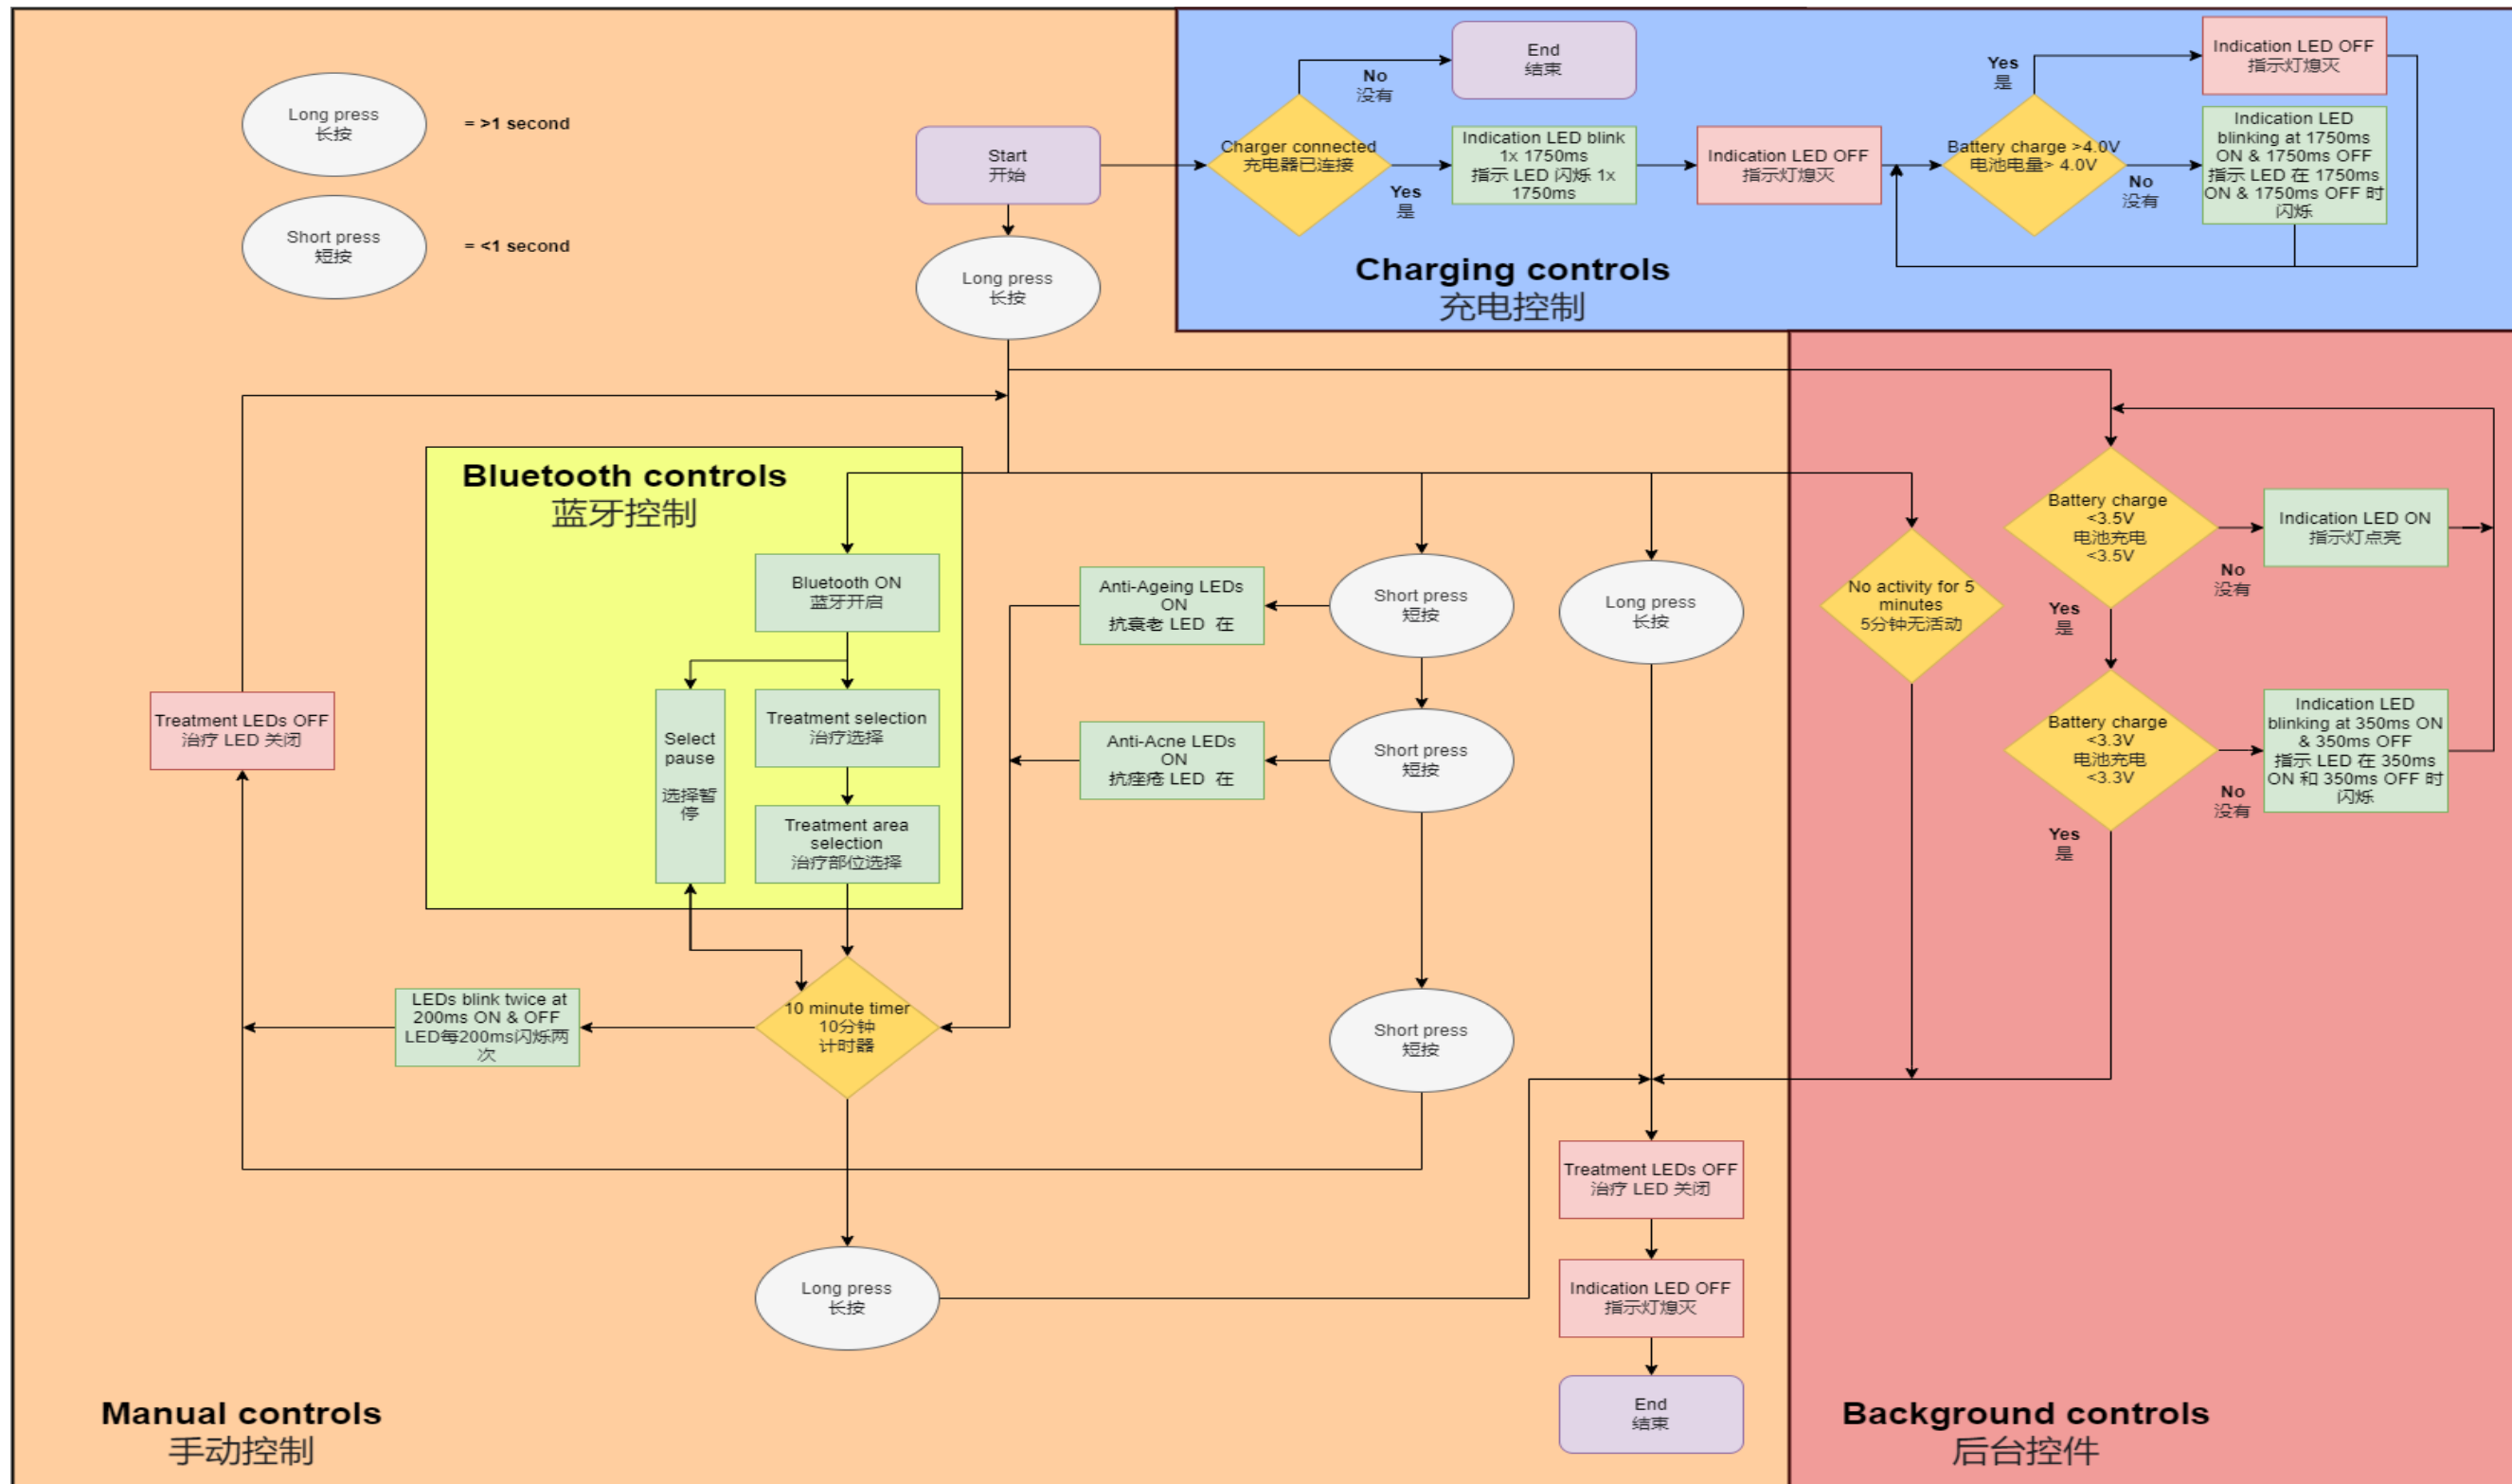 Long press
长按
= >1 second
Short press
短按
= <1 second
Start
开始
Long press
长按
Charger connected
充电器已连接
No
没有
End
结束
Yes
是
Indication LED blink
1x 1750ms
指示 LED 闪烁 1x
1750ms
Indication LED OFF
指示灯熄灭
Battery charge >4.0V
电池电量> 4.0V
Yes
是
Indication LED OFF
指示灯熄灭
No
没有
Indication LED
blinking at 1750ms
ON & 1750ms OFF
指示 LED 在 1750ms
ON & 1750ms OFF 时
闪烁
Charging controls
充电控制
Bluetooth controls
蓝牙控制
Bluetooth ON
蓝牙开启
Select
pause
选择暂
停
Treatment selection
治疗选择
Treatment area
selection
治疗部位选择
Treatment LEDs OFF
治疗 LED 关闭
Anti-Ageing LEDs
ON
抗衰老 LED 在
Short press
短按
Anti-Acne LEDs
ON
抗痤疮 LED 在
Short press
短按
Short press
短按
Long press
长按
No activity for 5
minutes
5分钟无活动
Battery charge
<3.5V
电池充电
<3.5V
No
没有
Indication LED ON
指示灯点亮
Yes
是
Battery charge
<3.3V
电池充电
<3.3V
No
没有
Indication LED
blinking at 350ms ON
& 350ms OFF
指示 LED 在 350ms
ON 和 350ms OFF 时
闪烁
Yes
是
LEDs blink twice at
200ms ON & OFF
LED每200ms闪烁两
次
10 minute timer
10分钟
计时器
Long press
长按
Treatment LEDs OFF
治疗 LED 关闭
Indication LED OFF
指示灯熄灭
End
结束
Manual controls
手动控制
Background controls
后台控件